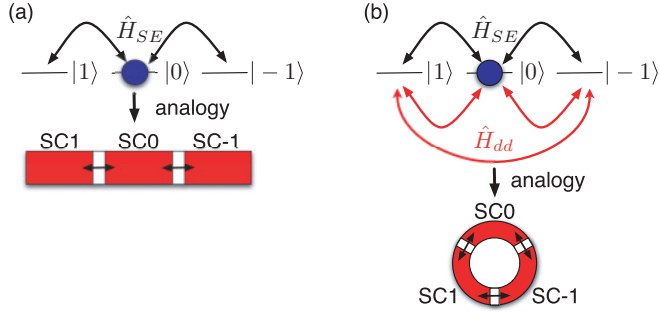 (a)
Ĥ_SE
|1⟩ |0⟩ |−1⟩
analogy
SC1 SC0 SC-1
(b)
Ĥ_SE
|1⟩ |0⟩ |−1⟩
Ĥ_dd
analogy
SC0
SC1 SC-1